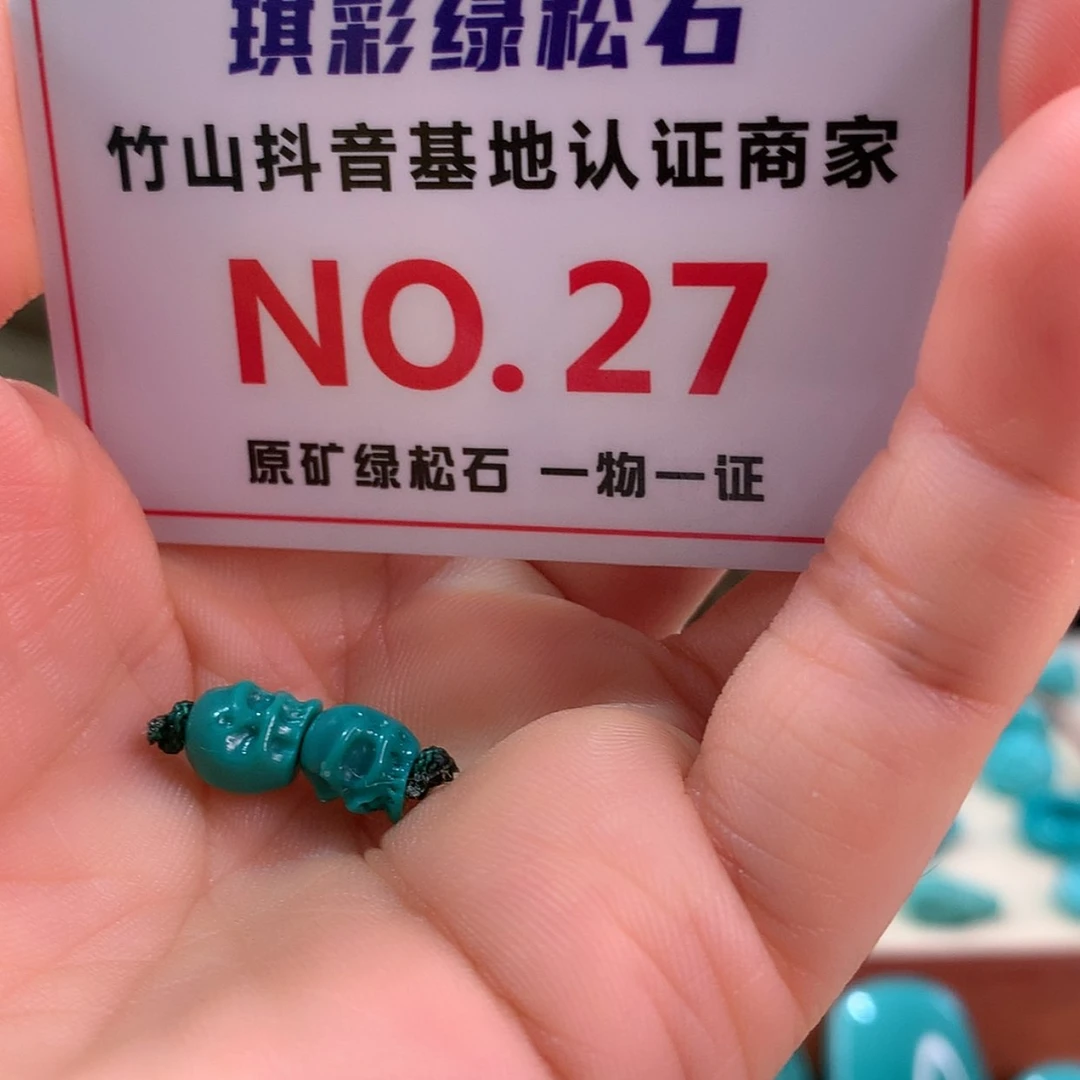 琪彩绿松石
竹山抖音基地认证商家
NO.27
原矿绿松石 一物一证